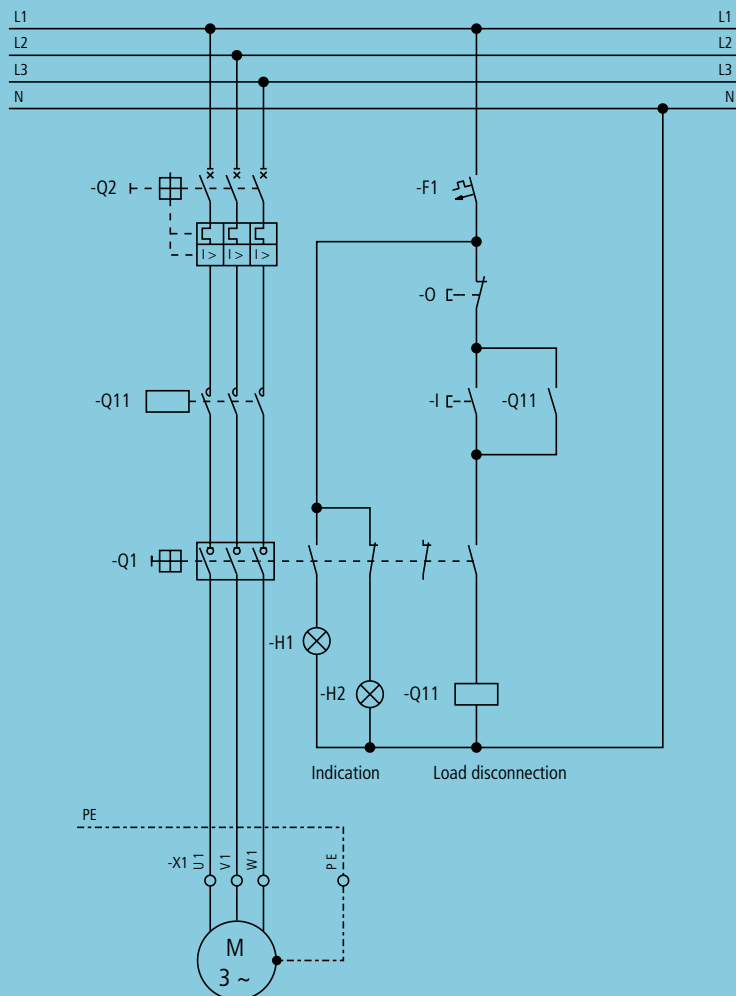 L1 L1
L2 L2
L3 L3
N N
-Q2 -F1
I > I > I >
-O
-Q11 -I -Q11
-Q1
-H1
-H2 -Q11
Indication Load disconnection
PE
-X1 U1 V1 W1 PE
M
3 ~